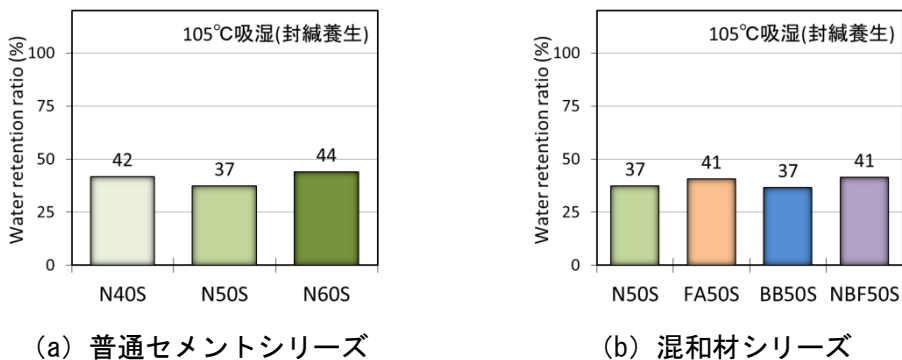 105℃吸湿(封緘養生)
Water retention ratio (%)
100
75
50
25
0
42
37
44
N40S
N50S
N60S
(a) 普通セメントシリーズ
105℃吸湿(封緘養生)
Water retention ratio (%)
100
75
50
25
0
37
41
37
41
N50S
FA50S
BB50S
NBF50S
(b) 混和材シリーズ